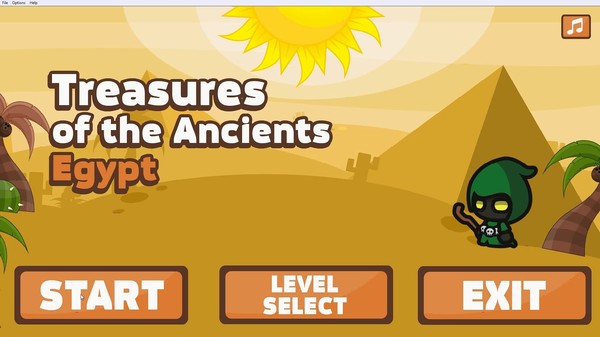 File Options Help
Treasures
of the Ancients
Egypt
START
LEVEL
SELECT
EXIT